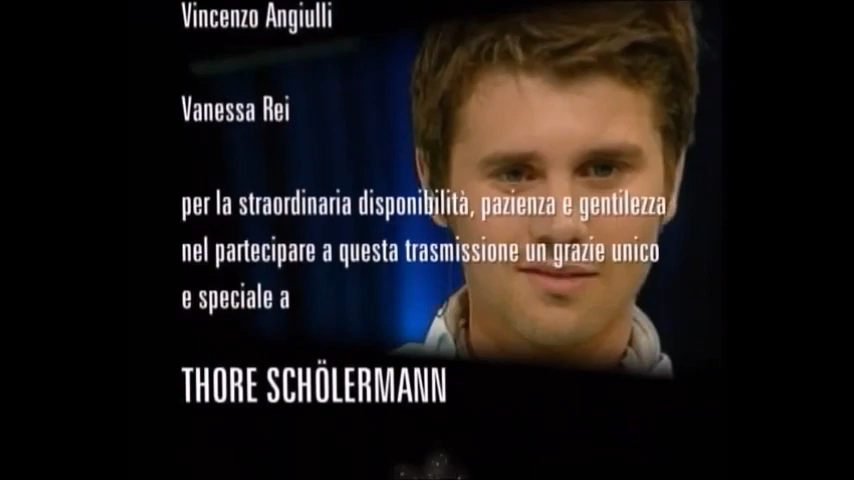 Vincenzo Angiulli
Vanessa Rei
per la straordinaria disponibilità, pazienza e gentilezza
nel partecipare a questa trasmissione un grazie unico
e speciale a
THORE SCHÖLERMANN